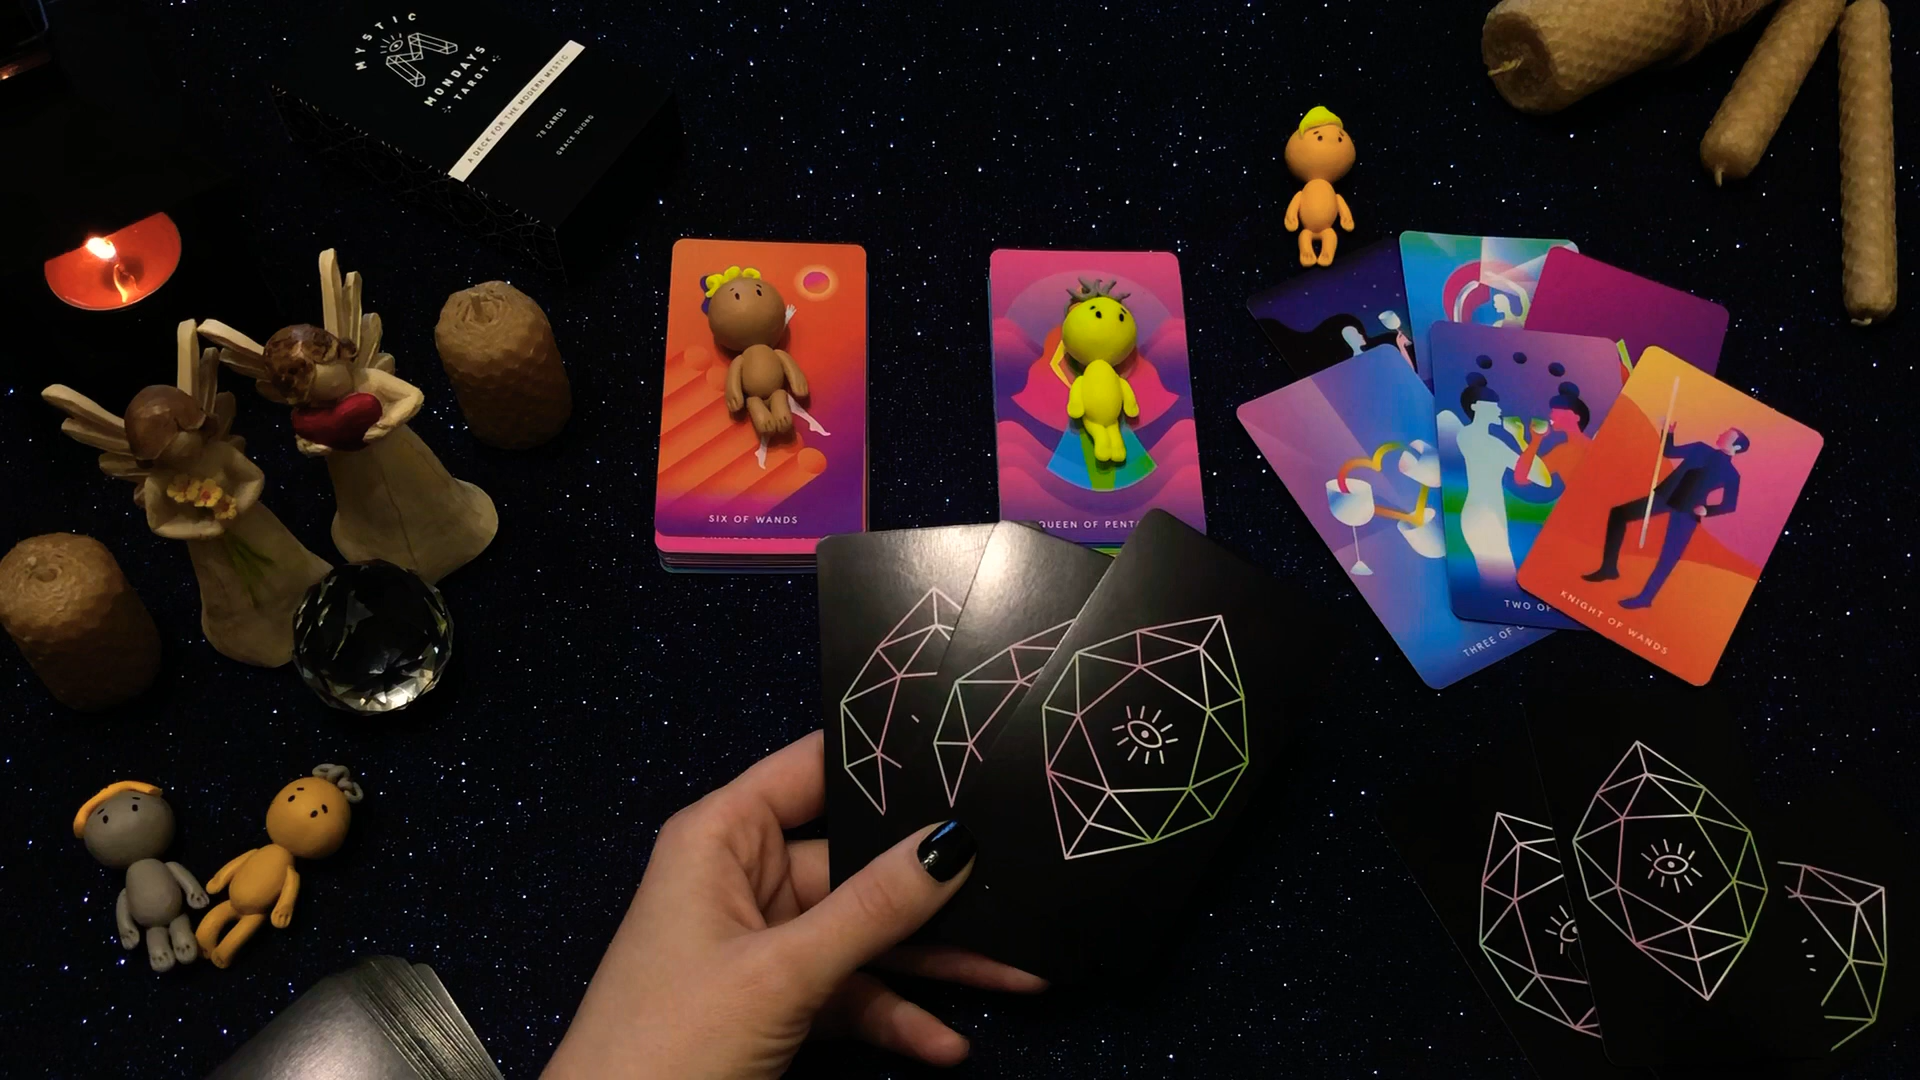 MYSTIC
MONDAYS
TAROT
A DECK FOR THE MODERN MYSTIC
78 CARDS
GRACE DUONG
SIX OF WANDS
QUEEN OF
THREE OF
TWO OF
KNIGHT OF WANDS